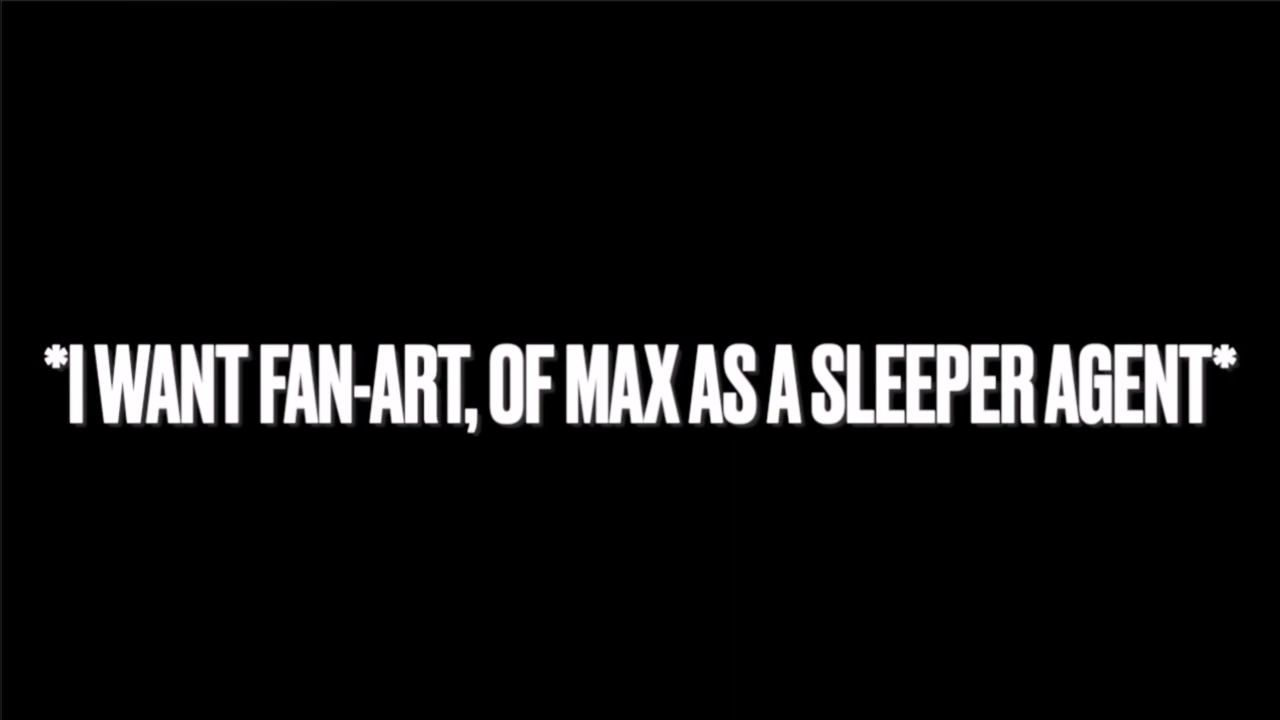 *I WANT FAN-ART, OF MAX AS A SLEEPER AGENT*